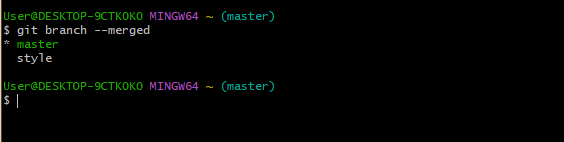 User@DESKTOP-9CTKOKO MINGW64 ~ (master)
$ git branch --merged
* master
  style

User@DESKTOP-9CTKOKO MINGW64 ~ (master)
$